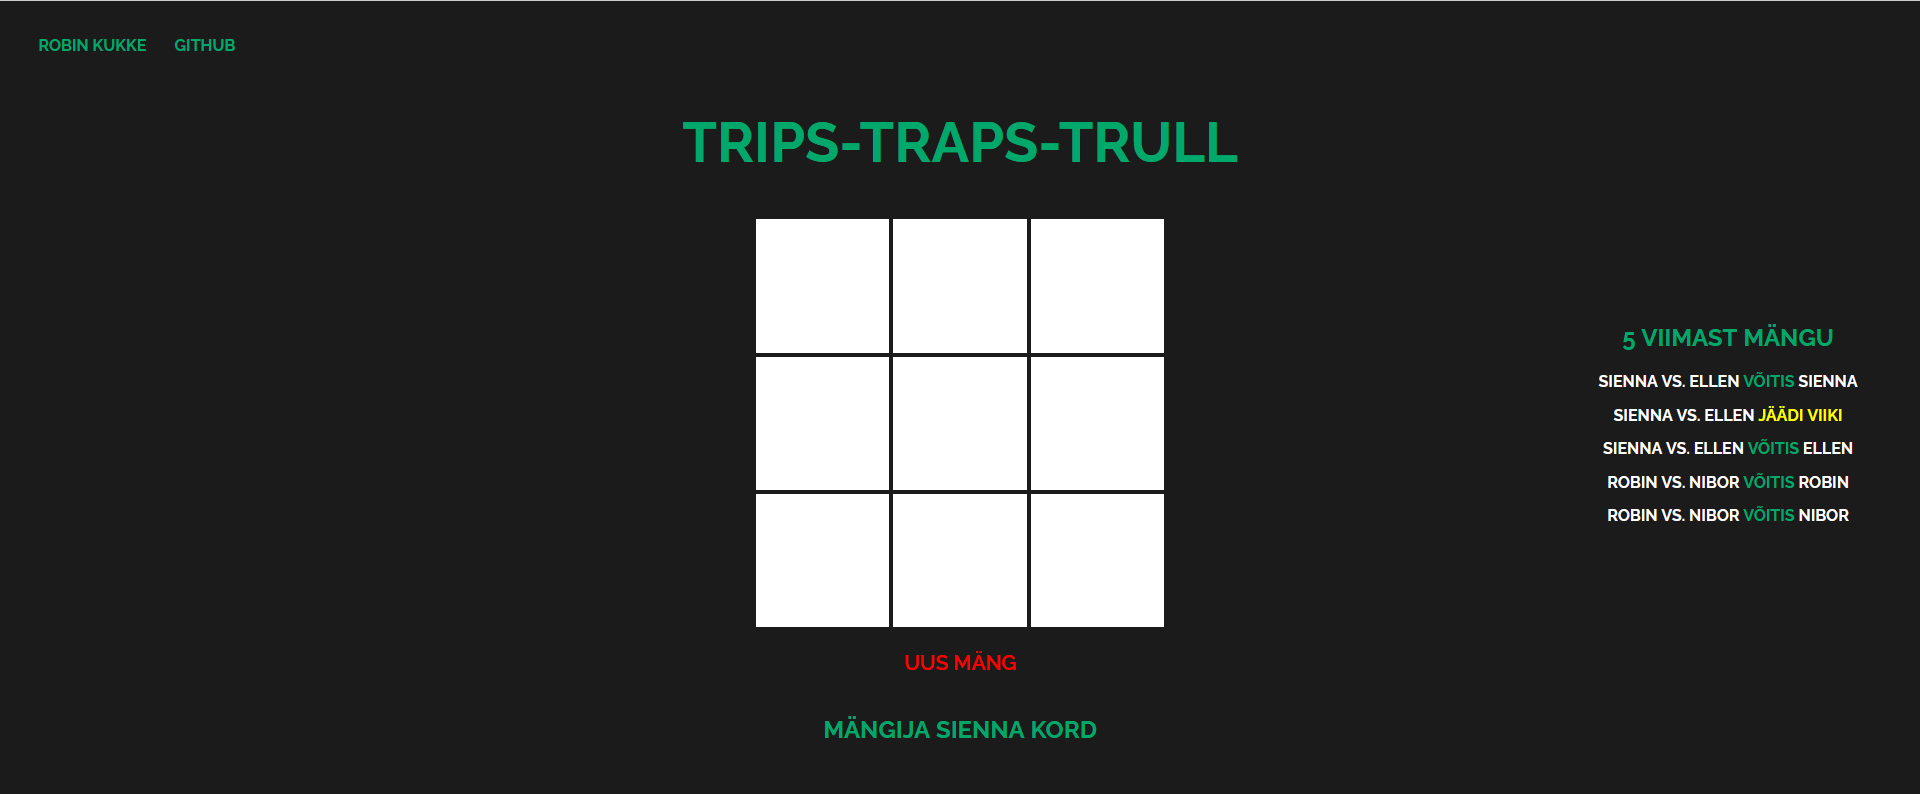 ROBIN KUKKE GITHUB
TRIPS-TRAPS-TRULL
5 VIIMAST MÄNGU
SIENNA VS. ELLEN VÕITIS SIENNA
SIENNA VS. ELLEN JÄÄDI VIIKI
SIENNA VS. ELLEN VÕITIS ELLEN
ROBIN VS. NIBOR VÕITIS ROBIN
ROBIN VS. NIBOR VÕITIS NIBOR
UUS MÄNG
MÄNGIJA SIENNA KORD